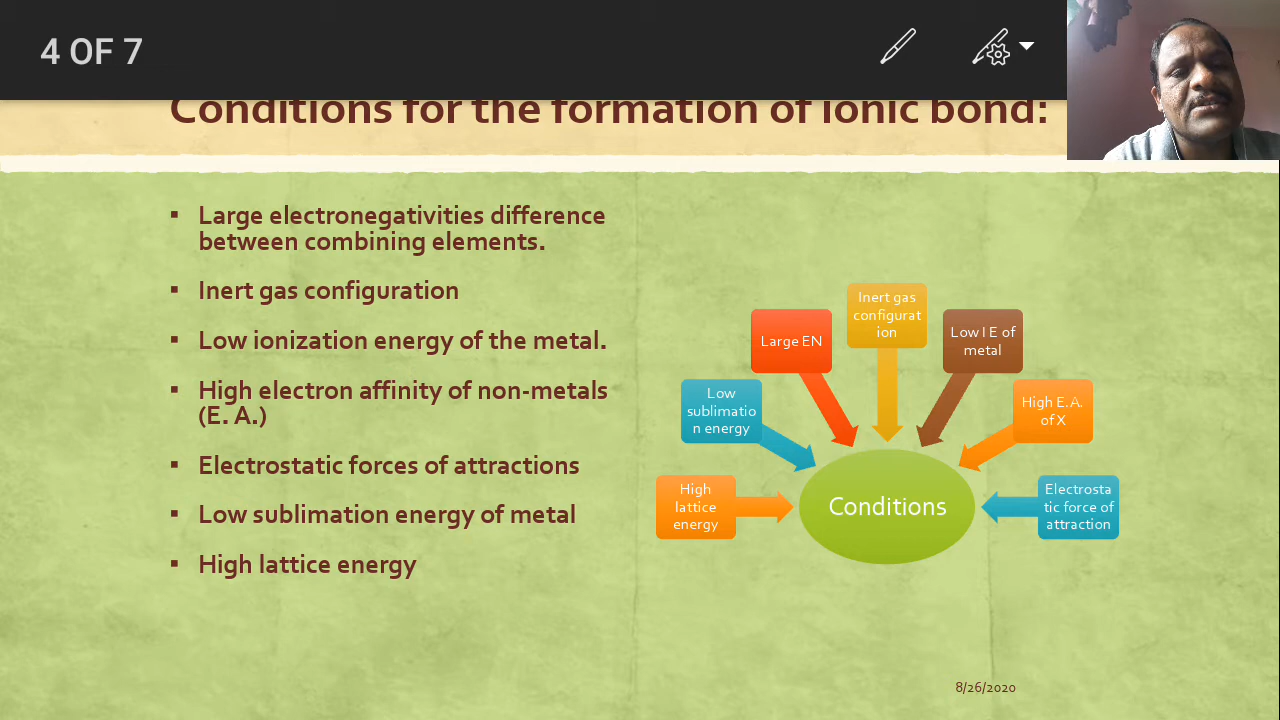 4 OF 7
Conditions for the formation of ionic bond:
▪ Large electronegativities difference
between combining elements.
▪ Inert gas configuration
▪ Low ionization energy of the metal.
▪ High electron affinity of non-metals
(E. A.)
▪ Electrostatic forces of attractions
▪ Low sublimation energy of metal
▪ High lattice energy
High
lattice
energy
Low
sublimatio
n energy
Large EN
Inert gas
configurat
ion
Low I E of
metal
High E.A.
of X
Electrosta
tic force of
attraction
Conditions
8/26/2020